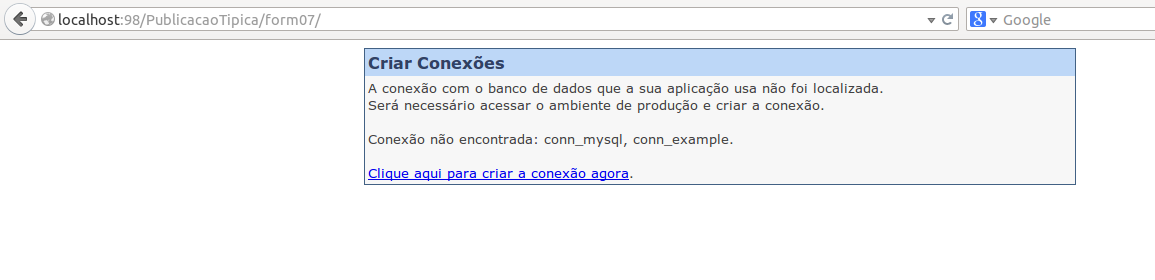 localhost:98/PublicacaoTipica/form07/
Google
Criar Conexões
A conexão com o banco de dados que a sua aplicação usa não foi localizada.
Será necessário acessar o ambiente de produção e criar a conexão.
Conexão não encontrada: conn_mysql, conn_example.
Clique aqui para criar a conexão agora.